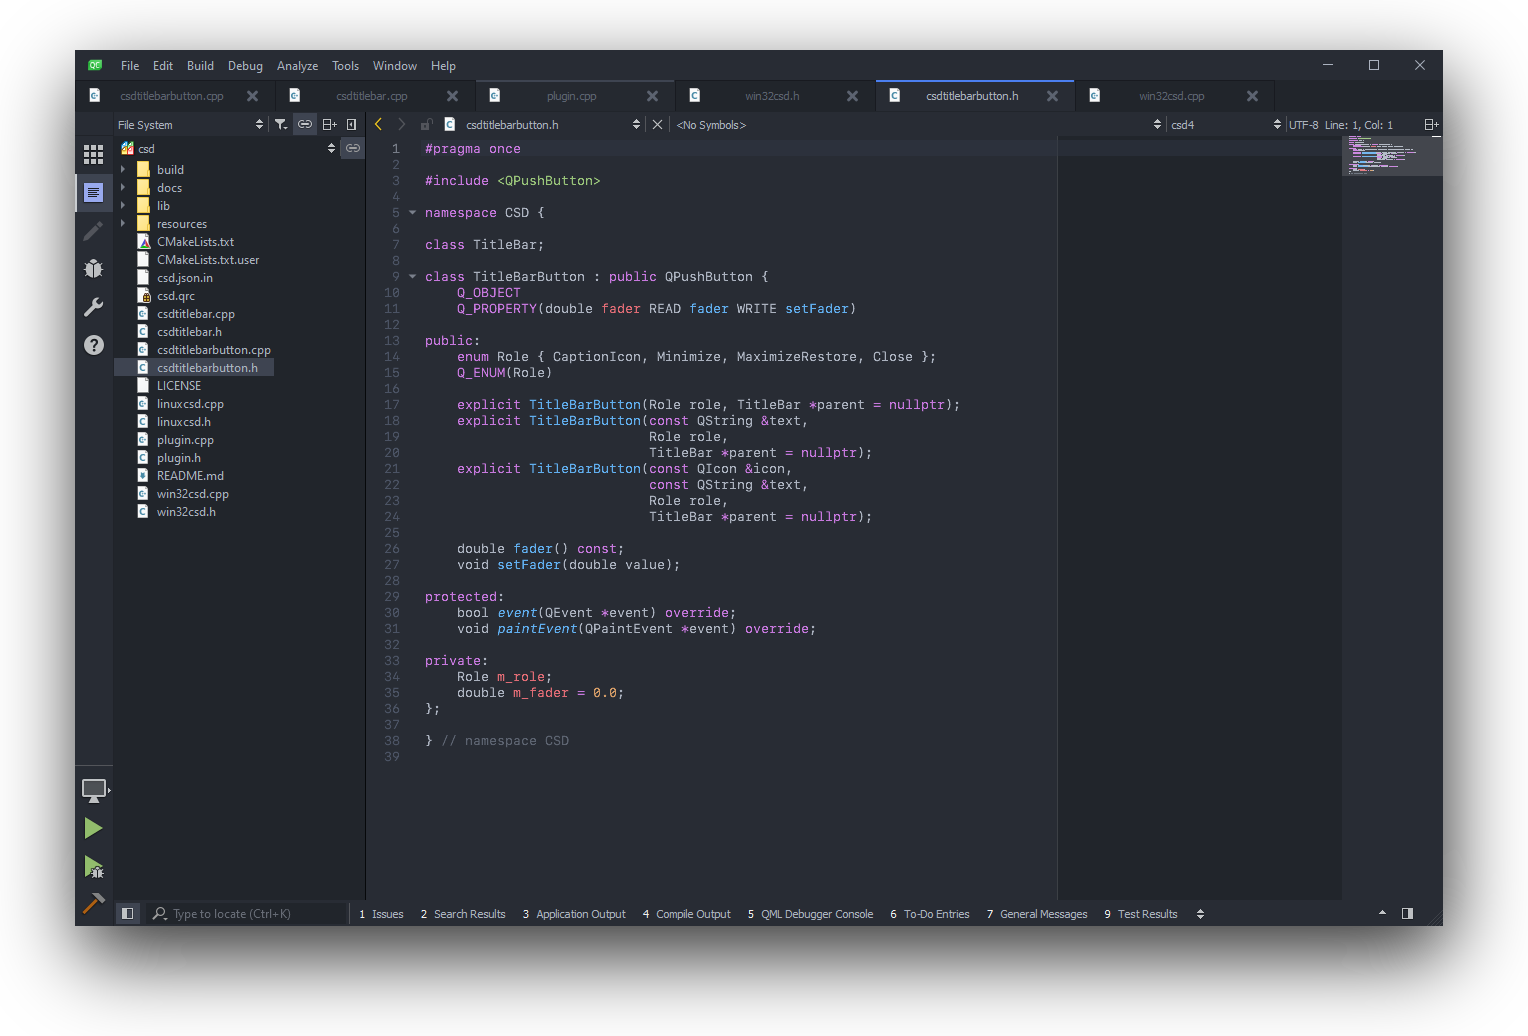 QC File Edit Build Debug Analyze Tools Window Help
csdtitlebarbutton.cpp csdtitlebar.cpp plugin.cpp win32csd.h csdtitlebarbutton.h win32csd.cpp
File System csdtitlebarbutton.h <No Symbols> csd4 UTF-8 Line: 1, Col: 1
csd
build
docs
lib
resources
CMakeLists.txt
CMakeLists.txt.user
csd.json.in
csd.qrc
csdtitlebar.cpp
csdtitlebar.h
csdtitlebarbutton.cpp
csdtitlebarbutton.h
LICENSE
linuxcsd.cpp
linuxcsd.h
plugin.cpp
plugin.h
README.md
win32csd.cpp
win32csd.h
1 #pragma once
2
3 #include <QPushButton>
4
5 namespace CSD {
6
7 class TitleBar;
8
9 class TitleBarButton : public QPushButton {
10     Q_OBJECT
11     Q_PROPERTY(double fader READ fader WRITE setFader)
12
13 public:
14     enum Role { CaptionIcon, Minimize, MaximizeRestore, Close };
15     Q_ENUM(Role)
16
17     explicit TitleBarButton(Role role, TitleBar *parent = nullptr);
18     explicit TitleBarButton(const QString &text,
19                             Role role,
20                             TitleBar *parent = nullptr);
21     explicit TitleBarButton(const QIcon &icon,
22                             const QString &text,
23                             Role role,
24                             TitleBar *parent = nullptr);
25
26     double fader() const;
27     void setFader(double value);
28
29 protected:
30     bool event(QEvent *event) override;
31     void paintEvent(QPaintEvent *event) override;
32
33 private:
34     Role m_role;
35     double m_fader = 0.0;
36 };
37
38 } // namespace CSD
39
Type to locate (Ctrl+K) 1 Issues 2 Search Results 3 Application Output 4 Compile Output 5 QML Debugger Console 6 To-Do Entries 7 General Messages 9 Test Results